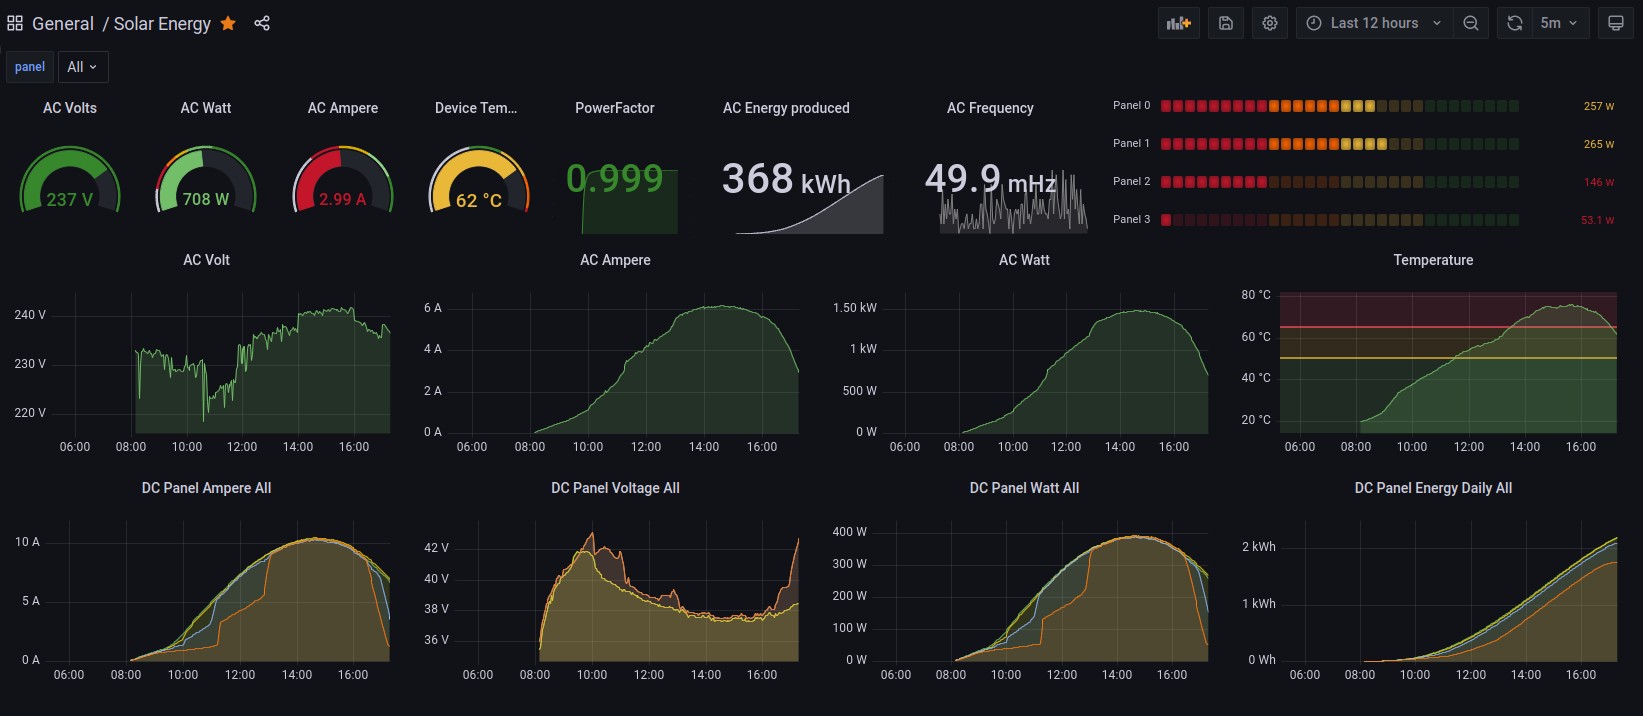 General / Solar Energy
Last 12 hours
5m
panel
All
AC Volts
AC Watt
AC Ampere
Device Tem...
PowerFactor
AC Energy produced
AC Frequency
237 V
708 W
2.99 A
62 °C
0.999
368 kWh
49.9 mHz
Panel 0
257 W
Panel 1
265 W
Panel 2
146 W
Panel 3
53.1 W
AC Volt
240 V
230 V
220 V
06:00 08:00 10:00 12:00 14:00 16:00
AC Ampere
6 A
4 A
2 A
0 A
06:00 08:00 10:00 12:00 14:00 16:00
AC Watt
1.50 kW
1 kW
500 W
0 W
06:00 08:00 10:00 12:00 14:00 16:00
Temperature
80 °C
60 °C
40 °C
20 °C
06:00 08:00 10:00 12:00 14:00 16:00
DC Panel Ampere All
10 A
5 A
0 A
06:00 08:00 10:00 12:00 14:00 16:00
DC Panel Voltage All
42 V
40 V
38 V
36 V
06:00 08:00 10:00 12:00 14:00 16:00
DC Panel Watt All
400 W
300 W
200 W
100 W
0 W
06:00 08:00 10:00 12:00 14:00 16:00
DC Panel Energy Daily All
2 kWh
1 kWh
0 Wh
06:00 08:00 10:00 12:00 14:00 16:00